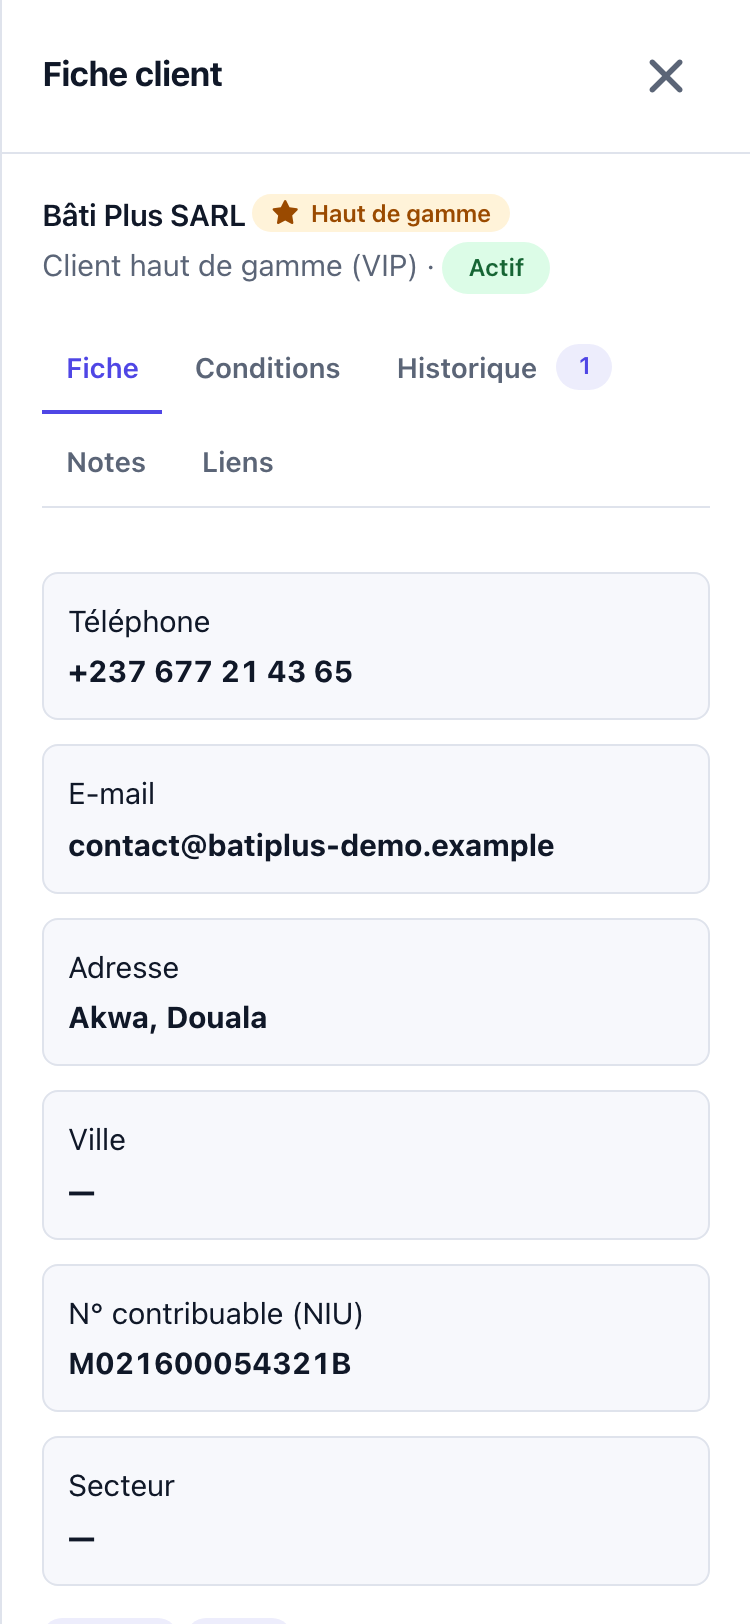 Fiche client
Bâti Plus SARL Haut de gamme
Client haut de gamme (VIP) · Actif
Fiche Conditions Historique 1
Notes Liens
Téléphone
+237 677 21 43 65
E-mail
contact@batiplus-demo.example
Adresse
Akwa, Douala
Ville
—
N° contribuable (NIU)
M021600054321B
Secteur
—